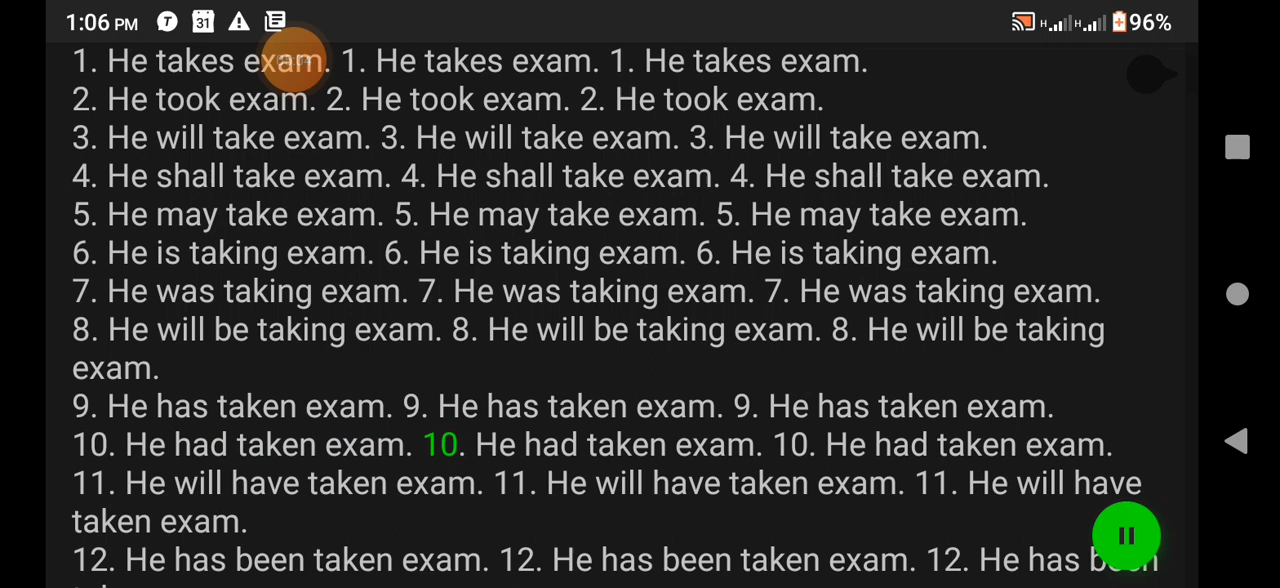 1:06 PM 31 H H 96%
1. He takes exam. 1. He takes exam. 1. He takes exam.
2. He took exam. 2. He took exam. 2. He took exam.
3. He will take exam. 3. He will take exam. 3. He will take exam.
4. He shall take exam. 4. He shall take exam. 4. He shall take exam.
5. He may take exam. 5. He may take exam. 5. He may take exam.
6. He is taking exam. 6. He is taking exam. 6. He is taking exam.
7. He was taking exam. 7. He was taking exam. 7. He was taking exam.
8. He will be taking exam. 8. He will be taking exam. 8. He will be taking
exam.
9. He has taken exam. 9. He has taken exam. 9. He has taken exam.
10. He had taken exam. 10. He had taken exam. 10. He had taken exam.
11. He will have taken exam. 11. He will have taken exam. 11. He will have
taken exam.
12. He has been taken exam. 12. He has been taken exam. 12. He has been